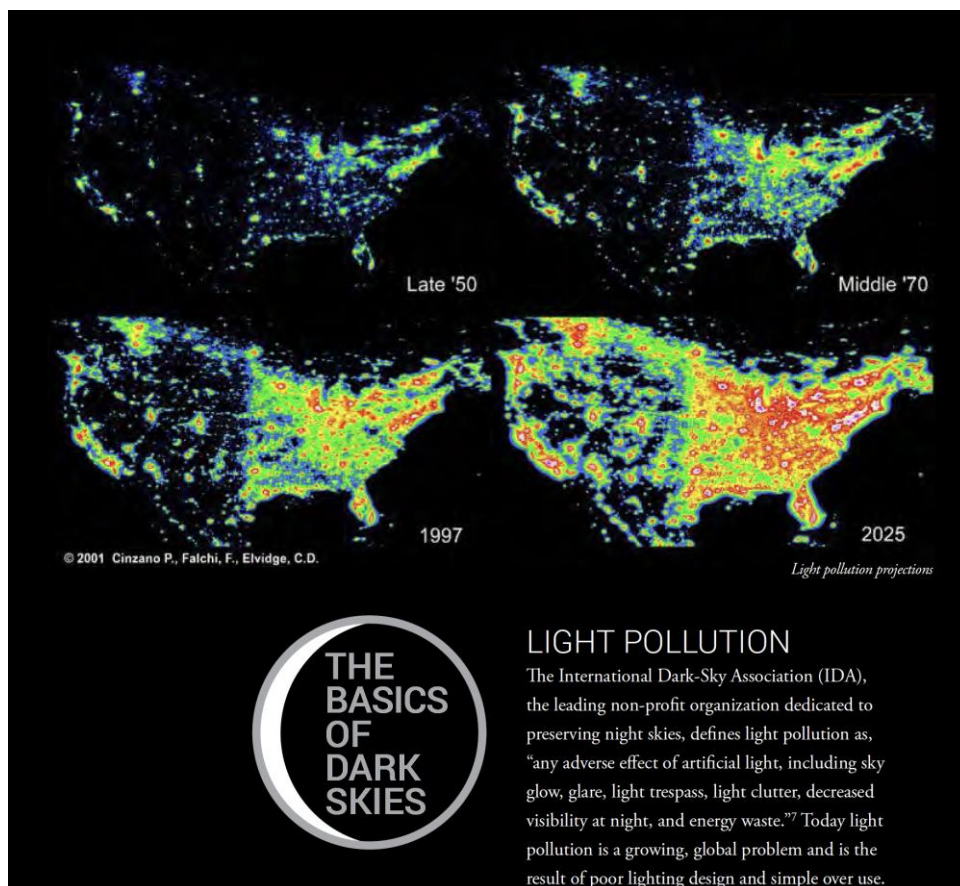 Late '50
Middle '70
1997
2025
© 2001 Cinzano P., Falchi, F., Elvidge, C.D.
Light pollution projections
THE
BASICS
OF
DARK
SKIES
LIGHT POLLUTION
The International Dark-Sky Association (IDA),
the leading non-profit organization dedicated to
preserving night skies, defines light pollution as,
“any adverse effect of artificial light, including sky
glow, glare, light trespass, light clutter, decreased
visibility at night, and energy waste.”7 Today light
pollution is a growing, global problem and is the
result of poor lighting design and simple over use.